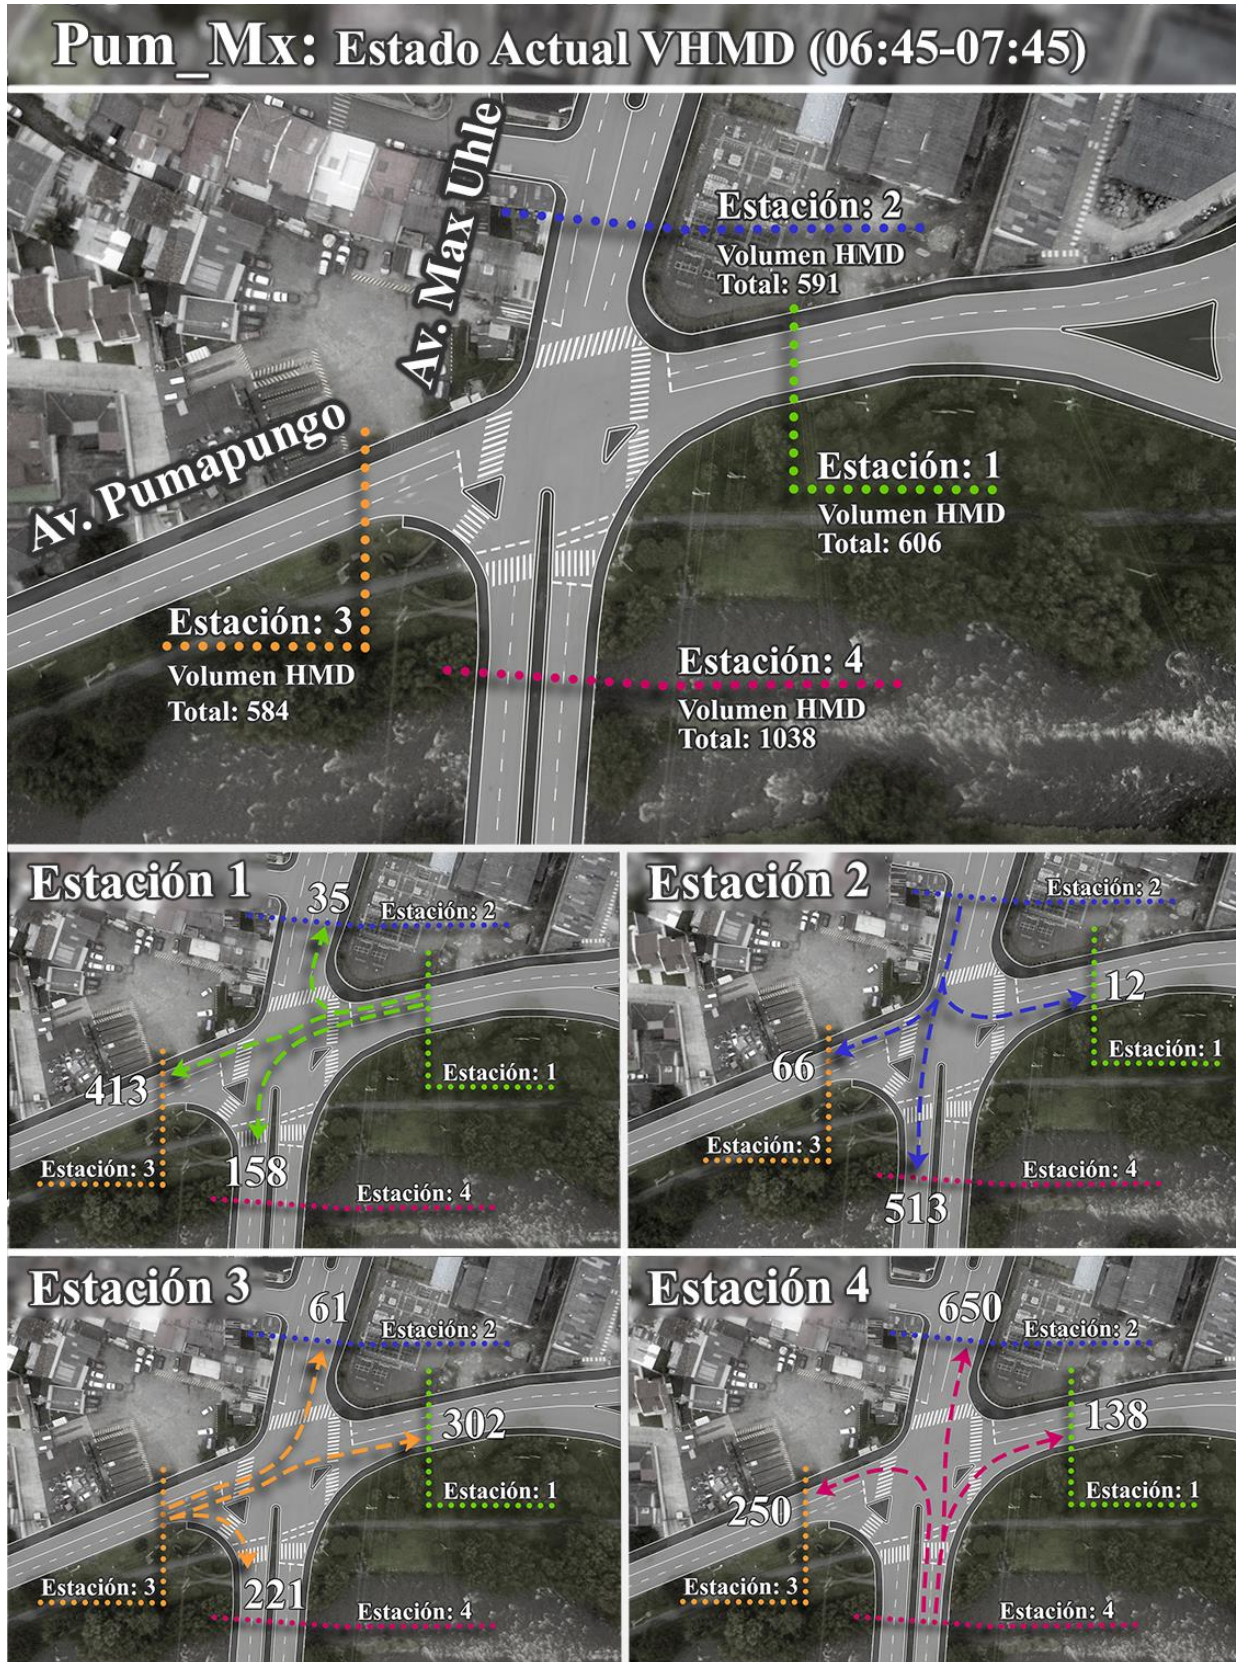 Pum_Mx: Estado Actual VHMD (06:45-07:45)
Av. Max Uhle
Estación: 2
Volumen HMD
Total: 591
Av. Pumapungo
Estación: 1
Volumen HMD
Total: 606
Estación: 3
Volumen HMD
Total: 584
Estación: 4
Volumen HMD
Total: 1038
Estación 1
35
Estación: 2
413
Estación: 1
Estación: 3
158
Estación: 4
Estación 2
Estación: 2
12
66
Estación: 1
Estación: 3
Estación: 4
513
Estación 3
61
Estación: 2
302
Estación: 1
Estación: 3
221
Estación: 4
Estación 4
650
Estación: 2
138
250
Estación: 1
Estación: 3
Estación: 4